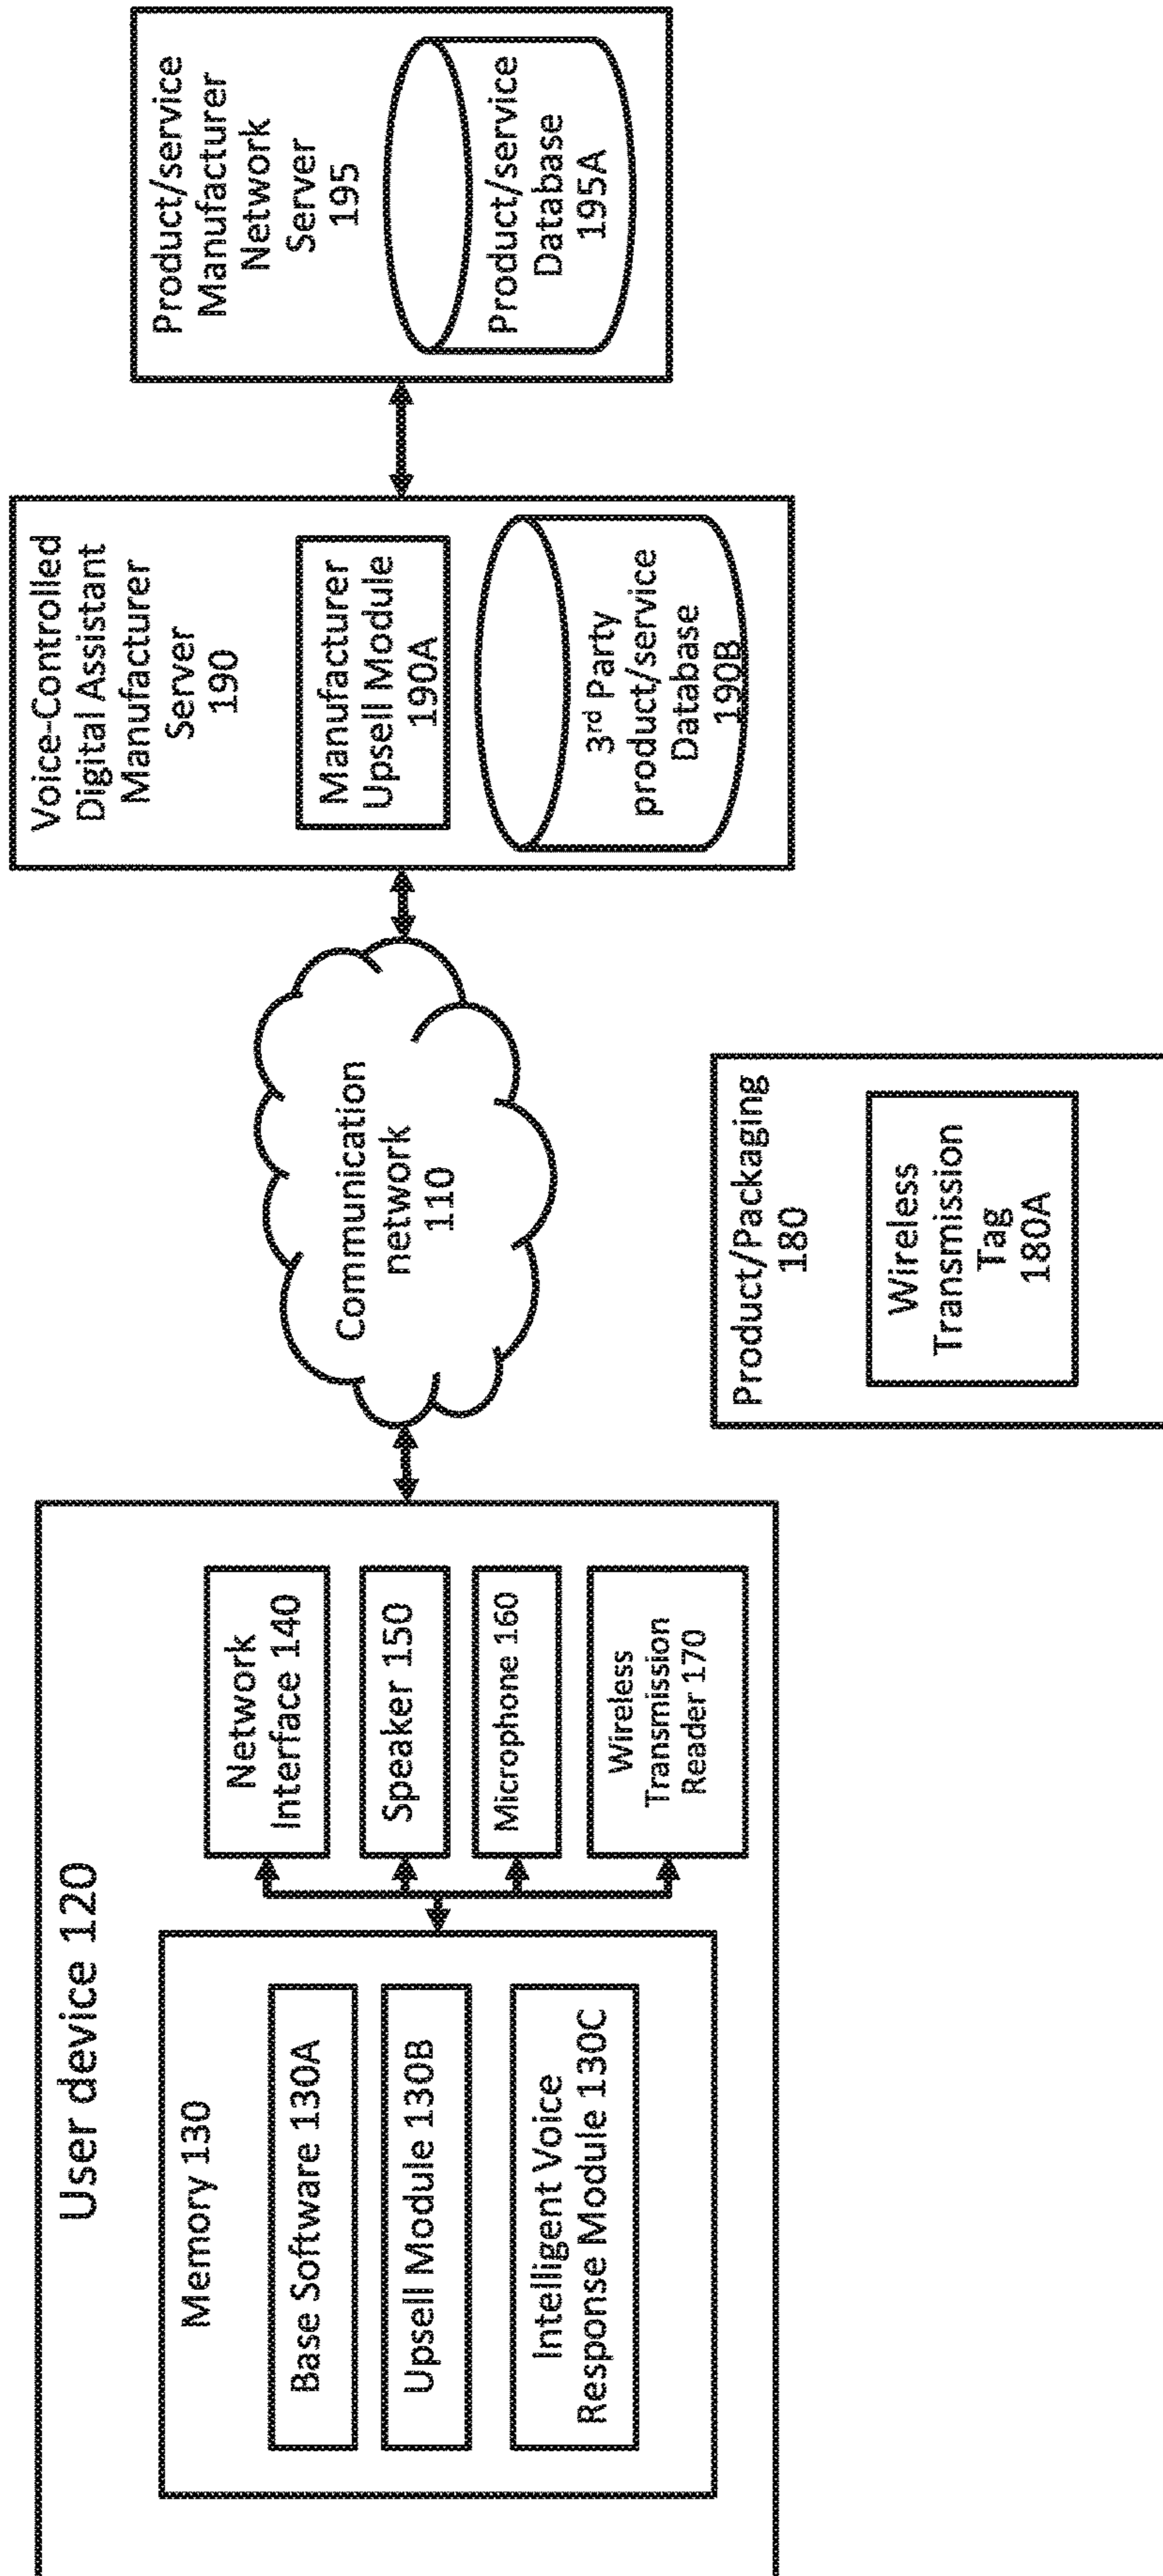 User device 120
Memory 130
Base Software 130A
Upsell Module 130B
Intelligent Voice
Response Module 130C
Network
Interface 140
Speaker 150
Microphone 160
Wireless
Transmission
Reader 170
Communication
network
110
Product/Packaging
180
Wireless
Transmission
Tag
180A
Voice-Controlled
Digital Assistant
Manufacturer
Server
190
Manufacturer
Upsell Module
190A
3rd Party
product/service
Database
190B
Product/service
Manufacturer
Network
Server
195
Product/service
Database
195A